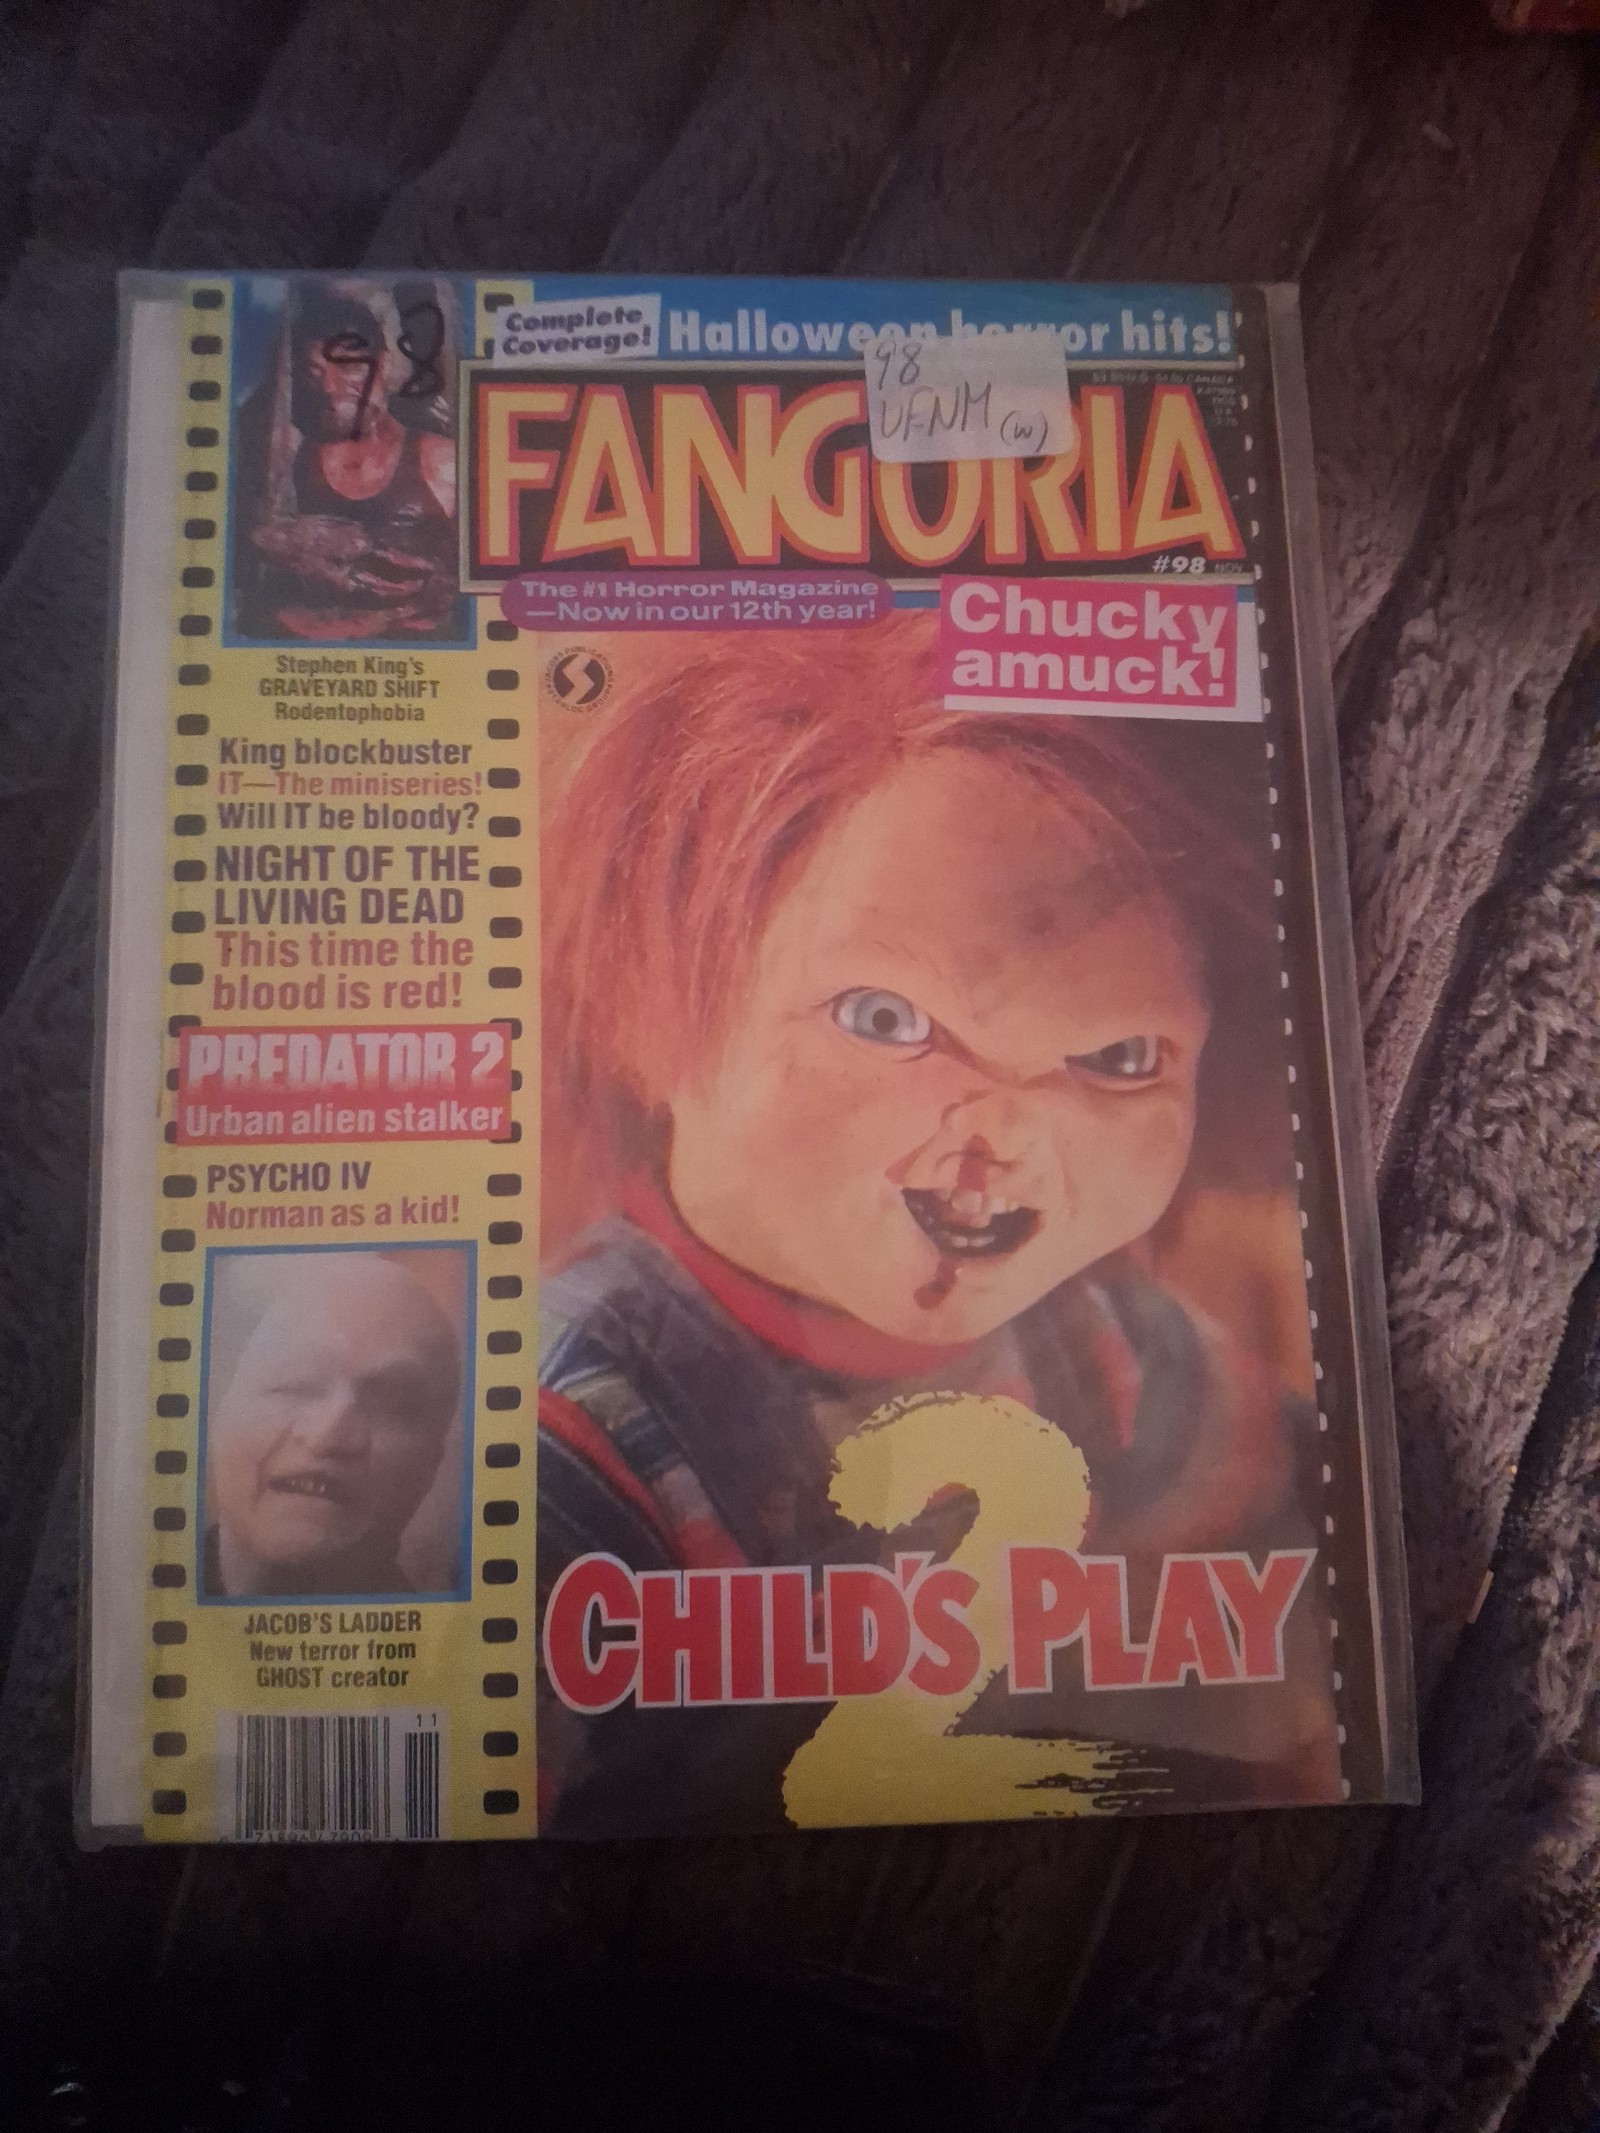 98
Complete
Coverage!
Halloween horror hits!
98
VFNM (w)
FANGORIA
#98 NOV
The #1 Horror Magazine
—Now in our 12th year!
Chucky
amuck!
Stephen King's
GRAVEYARD SHIFT
Rodentophobia
King blockbuster
IT—The miniseries!
Will IT be bloody?
NIGHT OF THE
LIVING DEAD
This time the
blood is red!
PREDATOR 2
Urban alien stalker
PSYCHO IV
Norman as a kid!
JACOB'S LADDER
New terror from
GHOST creator
11
CHILD'S PLAY
2